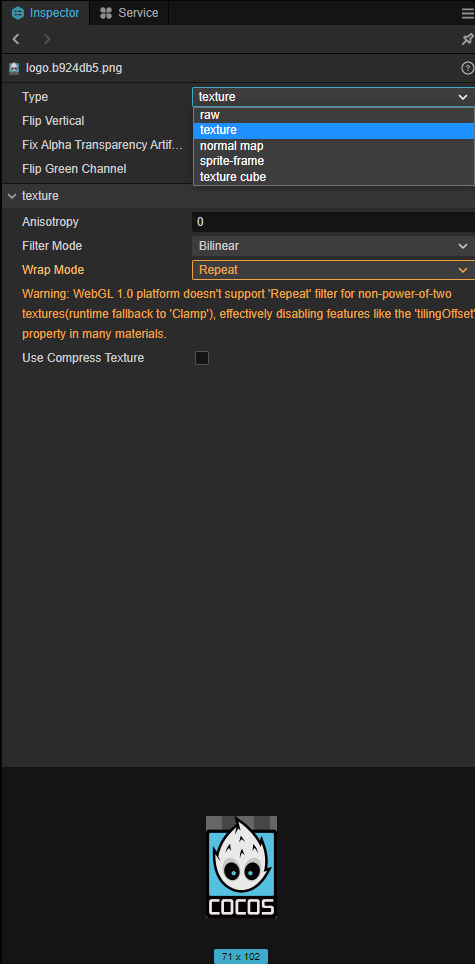 Inspector
Service
logo.b924db5.png
Type
texture
raw
texture
normal map
sprite-frame
texture cube
Flip Vertical
Fix Alpha Transparency Artif...
Flip Green Channel
texture
Anisotropy
0
Filter Mode
Bilinear
Wrap Mode
Repeat
Warning: WebGL 1.0 platform doesn't support 'Repeat' filter for non-power-of-two
textures(runtime fallback to 'Clamp'), effectively disabling features like the 'tilingOffset'
property in many materials.
Use Compress Texture
COCOS
71 x 102